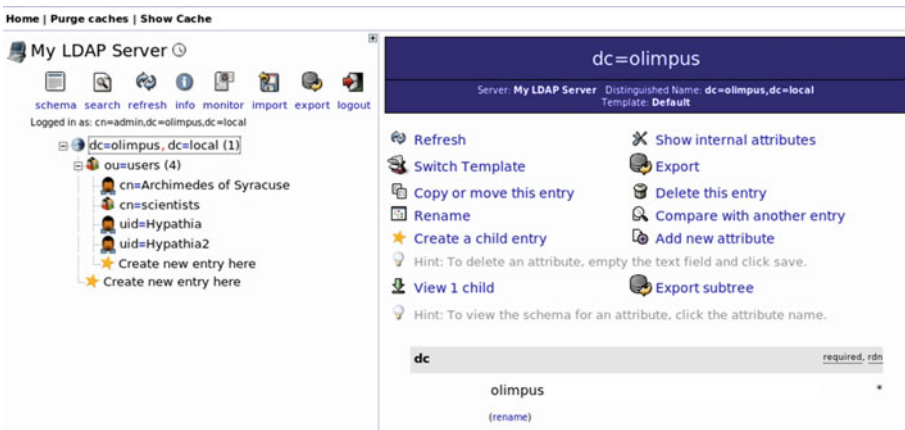 Home | Purge caches | Show Cache
My LDAP Server
schema search refresh info monitor import export logout
Logged in as: cn=admin,dc=olimpus,dc=local
dc=olimpus, dc=local (1)
ou=users (4)
cn=Archimedes of Syracuse
cn=scientists
uid=Hypathia
uid=Hypathia2
Create new entry here
Create new entry here
dc=olimpus
Server: My LDAP Server Distinguished Name: dc=olimpus,dc=local
Template: Default
Refresh Show internal attributes
Switch Template Export
Copy or move this entry Delete this entry
Rename Compare with another entry
Create a child entry Add new attribute
Hint: To delete an attribute, empty the text field and click save.
View 1 child Export subtree
Hint: To view the schema for an attribute, click the attribute name.
dc required, rdn
olimpus *
(rename)